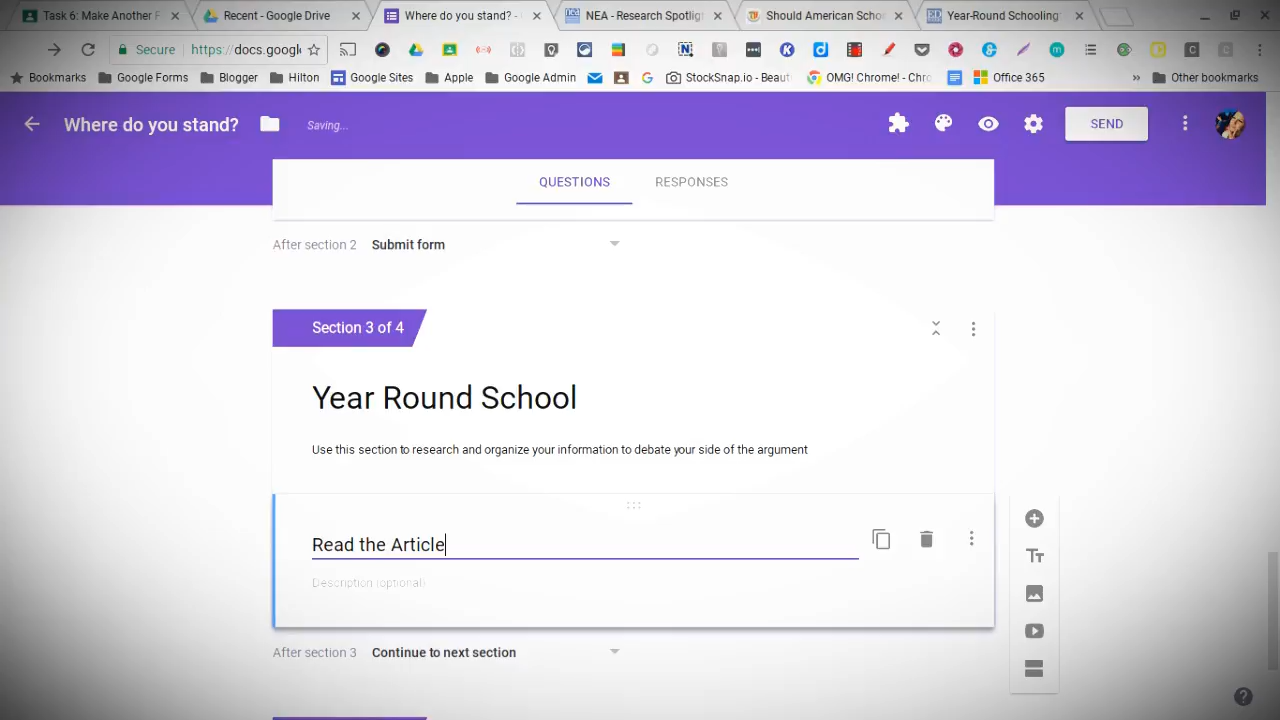 Task 6: Make Another F
Recent - Google Drive
Where do you stand? -
NEA - Research Spotlig
Should American Scho
Year-Round Schooling
Secure https://docs.googl
Bookmarks Google Forms Blogger Hilton Google Sites Apple Google Admin StockSnap.io - Beaut OMG! Chrome! - Chro Office 365 » Other bookmarks
Where do you stand? Saving... SEND
QUESTIONS RESPONSES
After section 2 Submit form
Section 3 of 4
Year Round School
Use this section to research and organize your information to debate your side of the argument
Read the Article
Description (optional)
After section 3 Continue to next section